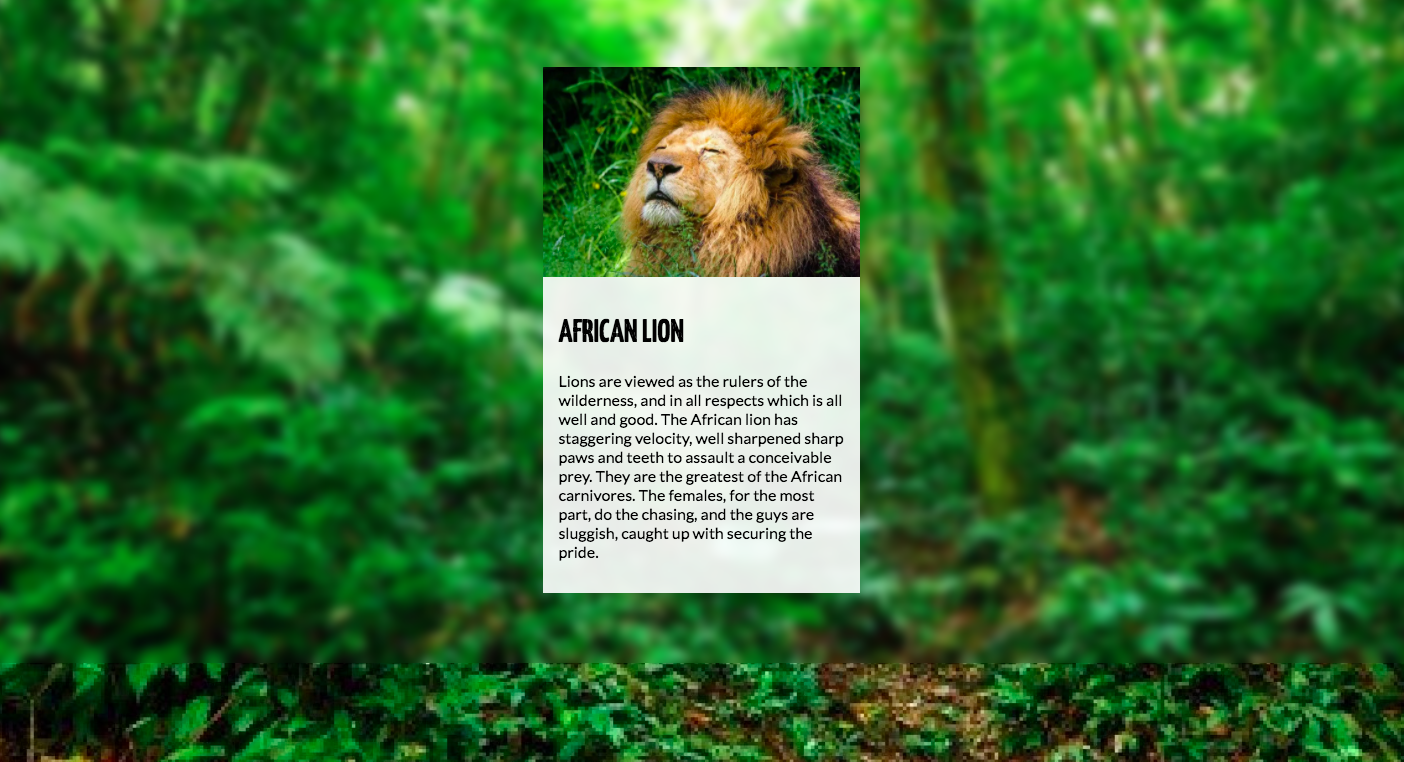 AFRICAN LION
Lions are viewed as the rulers of the
wilderness, and in all respects which is all
well and good. The African lion has
staggering velocity, well sharpened sharp
paws and teeth to assault a conceivable
prey. They are the greatest of the African
carnivores. The females, for the most
part, do the chasing, and the guys are
sluggish, caught up with securing the
pride.